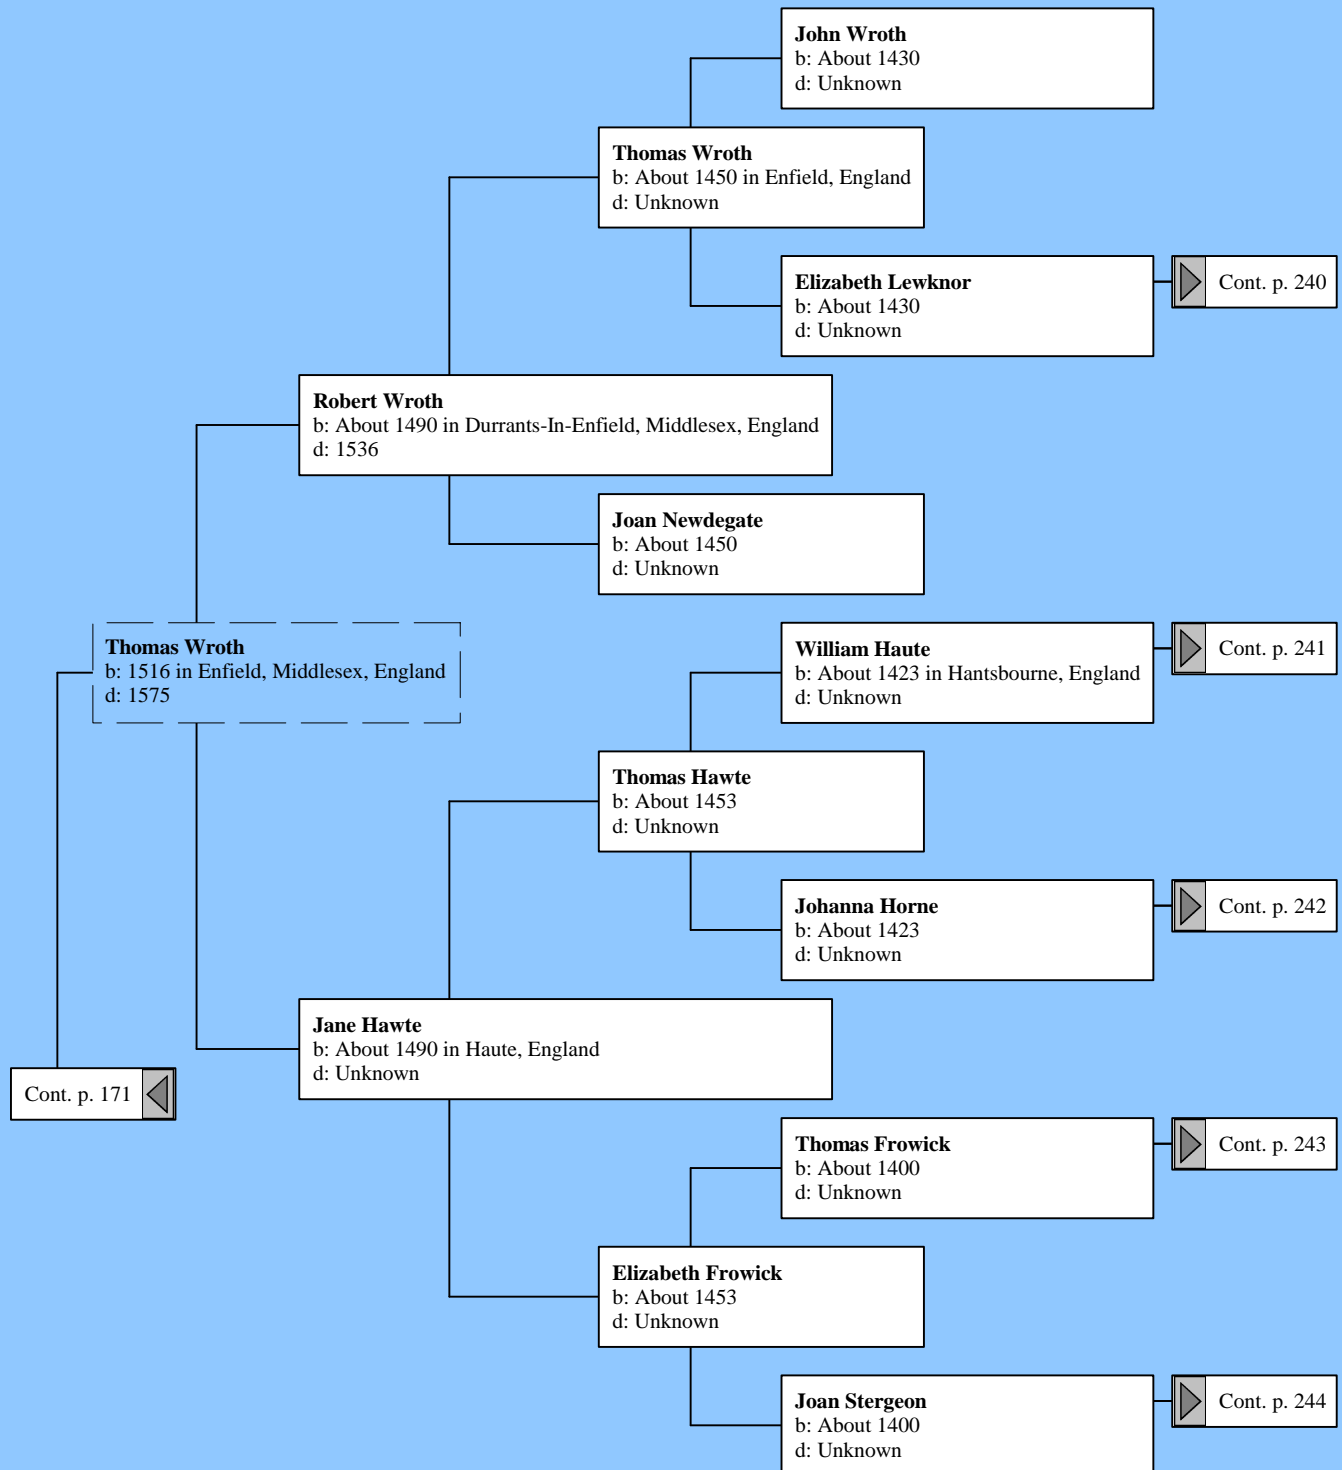 John Wroth
b: About 1430
d: Unknown
Thomas Wroth
b: About 1450 in Enfield, England
d: Unknown
Elizabeth Lewknor
b: About 1430
d: Unknown
Cont. p. 240
Robert Wroth
b: About 1490 in Durrants-In-Enfield, Middlesex, England
d: 1536
Joan Newdegate
b: About 1450
d: Unknown
Thomas Wroth
b: 1516 in Enfield, Middlesex, England
d: 1575
William Haute
b: About 1423 in Hantsbourne, England
d: Unknown
Cont. p. 241
Thomas Hawte
b: About 1453
d: Unknown
Johanna Horne
b: About 1423
d: Unknown
Cont. p. 242
Jane Hawte
b: About 1490 in Haute, England
d: Unknown
Cont. p. 171
Thomas Frowick
b: About 1400
d: Unknown
Cont. p. 243
Elizabeth Frowick
b: About 1453
d: Unknown
Joan Stergeon
b: About 1400
d: Unknown
Cont. p. 244